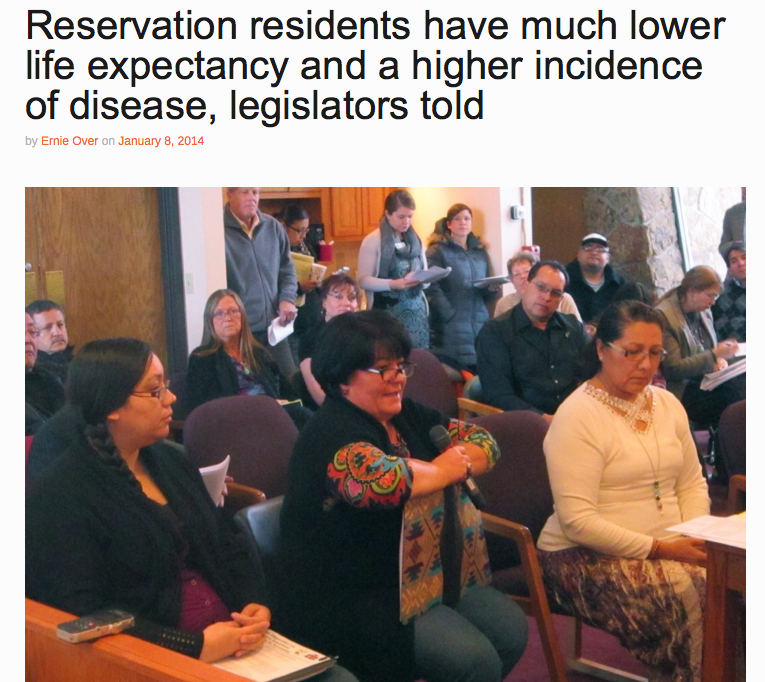 Reservation residents have much lower
life expectancy and a higher incidence
of disease, legislators told
by Ernie Over on January 8, 2014